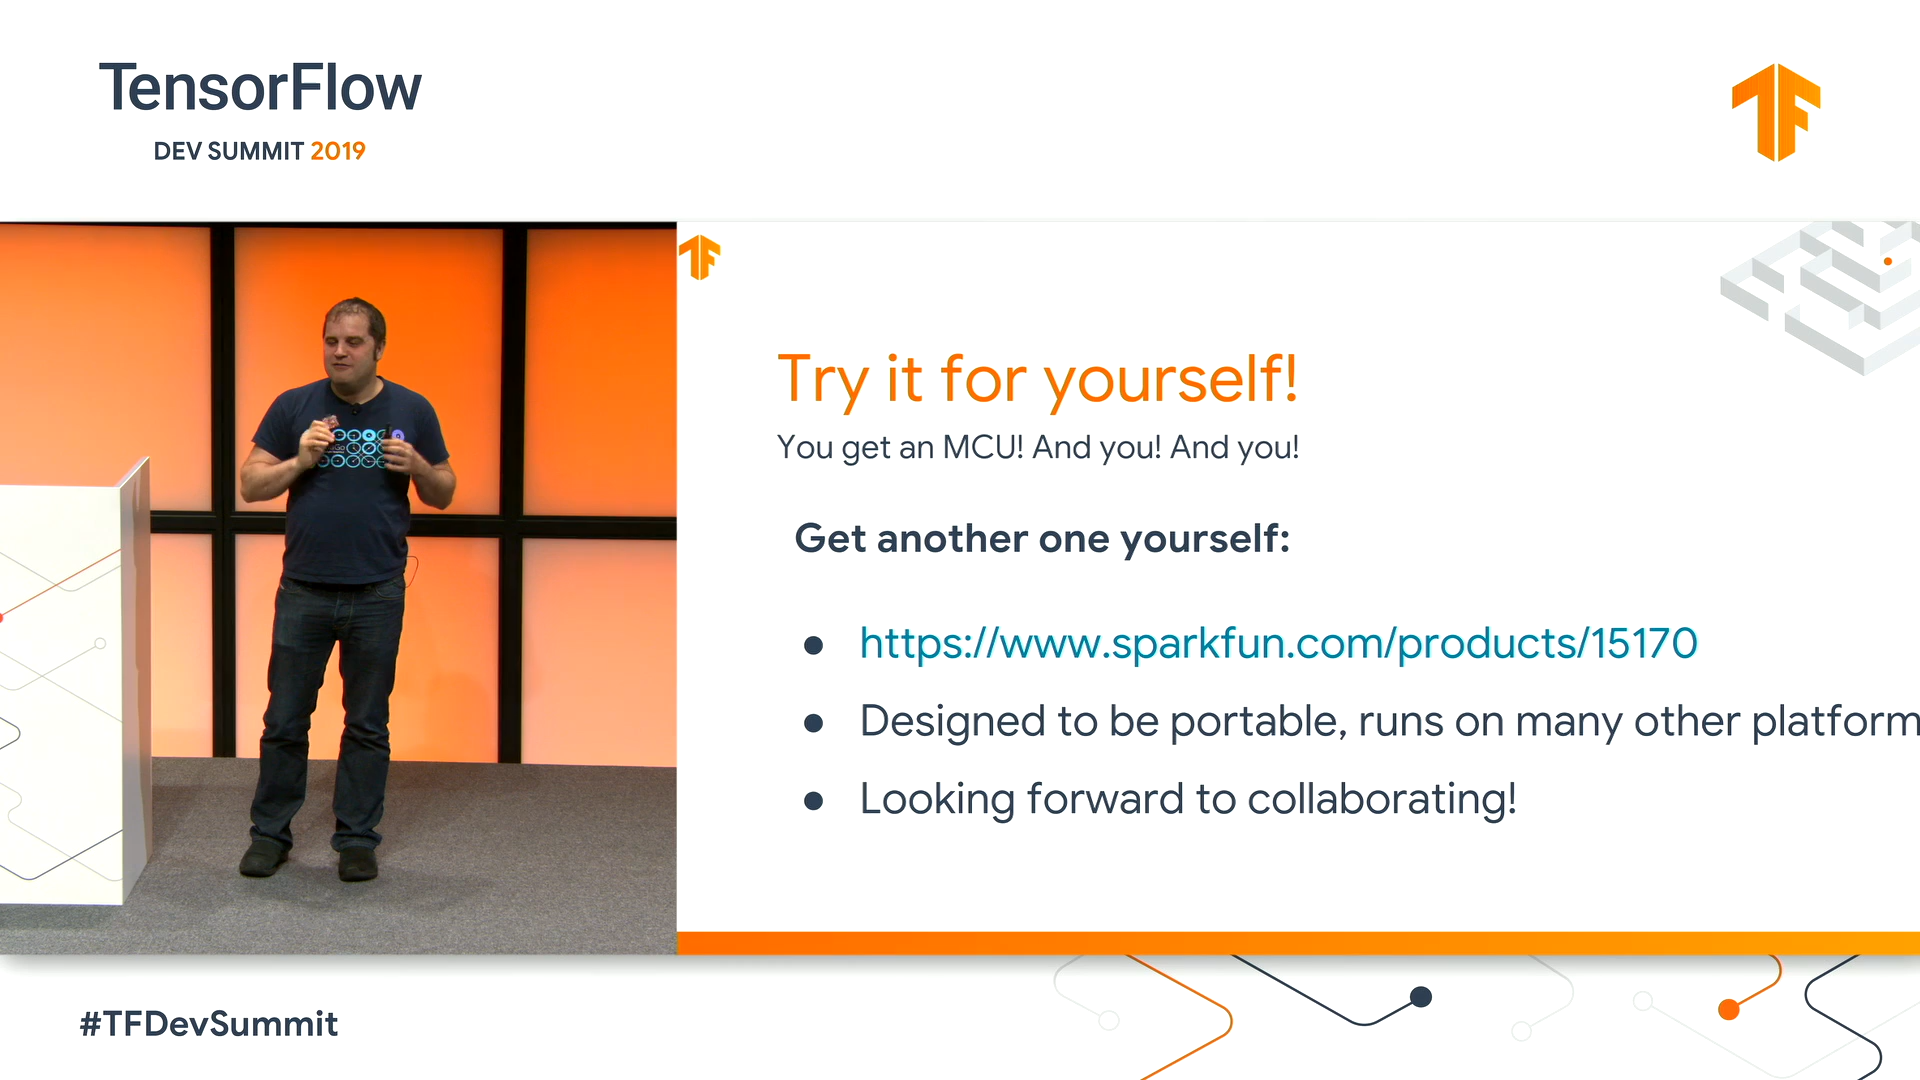 TensorFlow
DEV SUMMIT 2019
Try it for yourself!
You get an MCU! And you! And you!
Get another one yourself:
● https://www.sparkfun.com/products/15170
● Designed to be portable, runs on many other platform
● Looking forward to collaborating!
#TFDevSummit